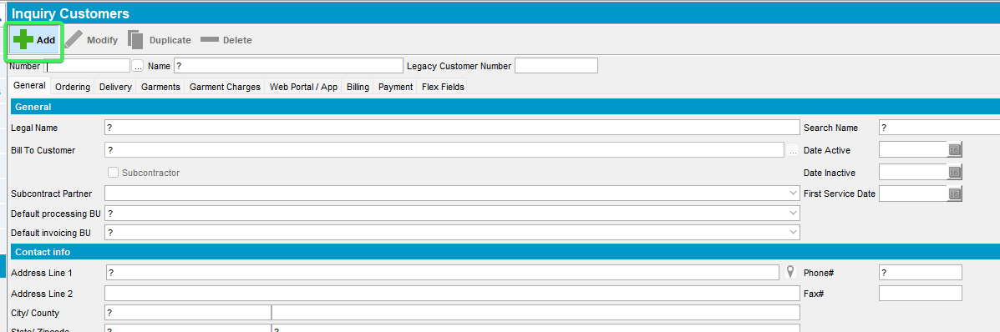 Inquiry Customers
Add Modify Duplicate Delete
Number ... Name ? Legacy Customer Number
General Ordering Delivery Garments Garment Charges Web Portal / App Billing Payment Flex Fields
General
Legal Name ? Search Name ?
Bill To Customer ? ... Date Active 16
Subcontractor Date Inactive 16
Subcontract Partner First Service Date 16
Default processing BU ?
Default invoicing BU ?
Contact info
Address Line 1 ? Phone# ?
Address Line 2 Fax#
City/ County ?
State/ Zipcode ? ?